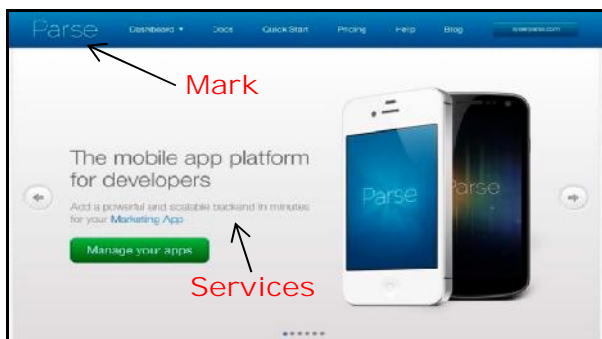 Parse Dashboard ▾ Docs Quick Start Pricing Help Blog
Mark
The mobile app platform
for developers
Add a powerful and scalable backend in minutes
for your Marketing App
Manage your apps
Services
Parse
Parse